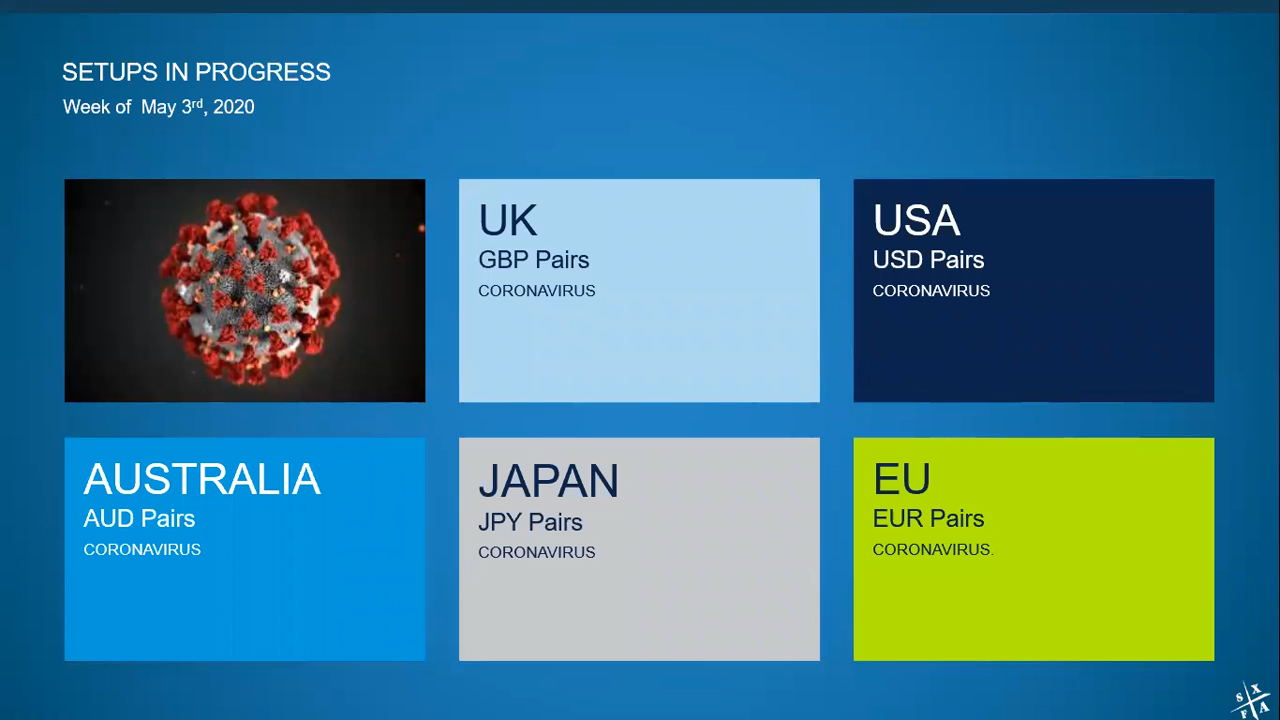 SETUPS IN PROGRESS
Week of May 3rd, 2020
UK
GBP Pairs
CORONAVIRUS
USA
USD Pairs
CORONAVIRUS
AUSTRALIA
AUD Pairs
CORONAVIRUS
JAPAN
JPY Pairs
CORONAVIRUS
EU
EUR Pairs
CORONAVIRUS.
S X
F A